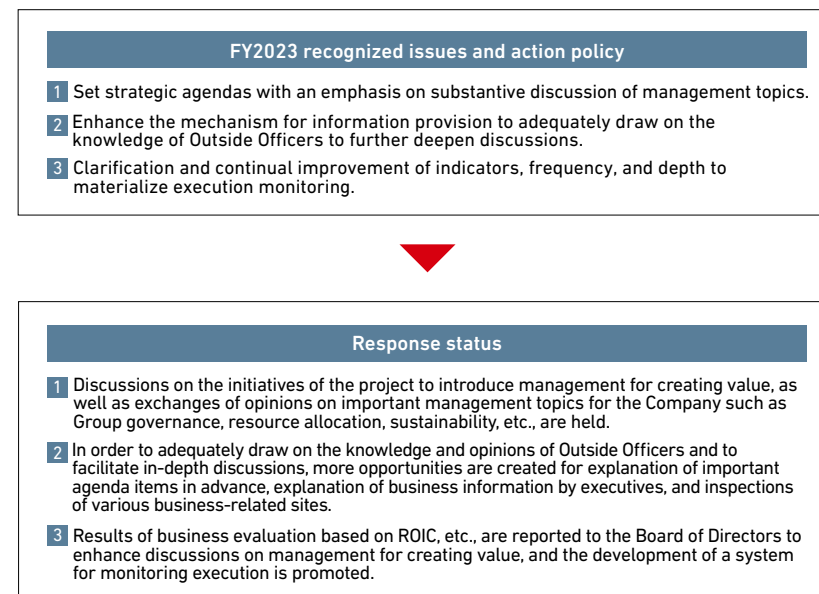 FY2023 recognized issues and action policy
1 Set strategic agendas with an emphasis on substantive discussion of management topics.
2 Enhance the mechanism for information provision to adequately draw on the
knowledge of Outside Officers to further deepen discussions.
3 Clarification and continual improvement of indicators, frequency, and depth to
materialize execution monitoring.
Response status
1 Discussions on the initiatives of the project to introduce management for creating value, as
well as exchanges of opinions on important management topics for the Company such as
Group governance, resource allocation, sustainability, etc., are held.
2 In order to adequately draw on the knowledge and opinions of Outside Officers and to
facilitate in-depth discussions, more opportunities are created for explanation of important
agenda items in advance, explanation of business information by executives, and inspections
of various business-related sites.
3 Results of business evaluation based on ROIC, etc., are reported to the Board of Directors to
enhance discussions on management for creating value, and the development of a system
for monitoring execution is promoted.